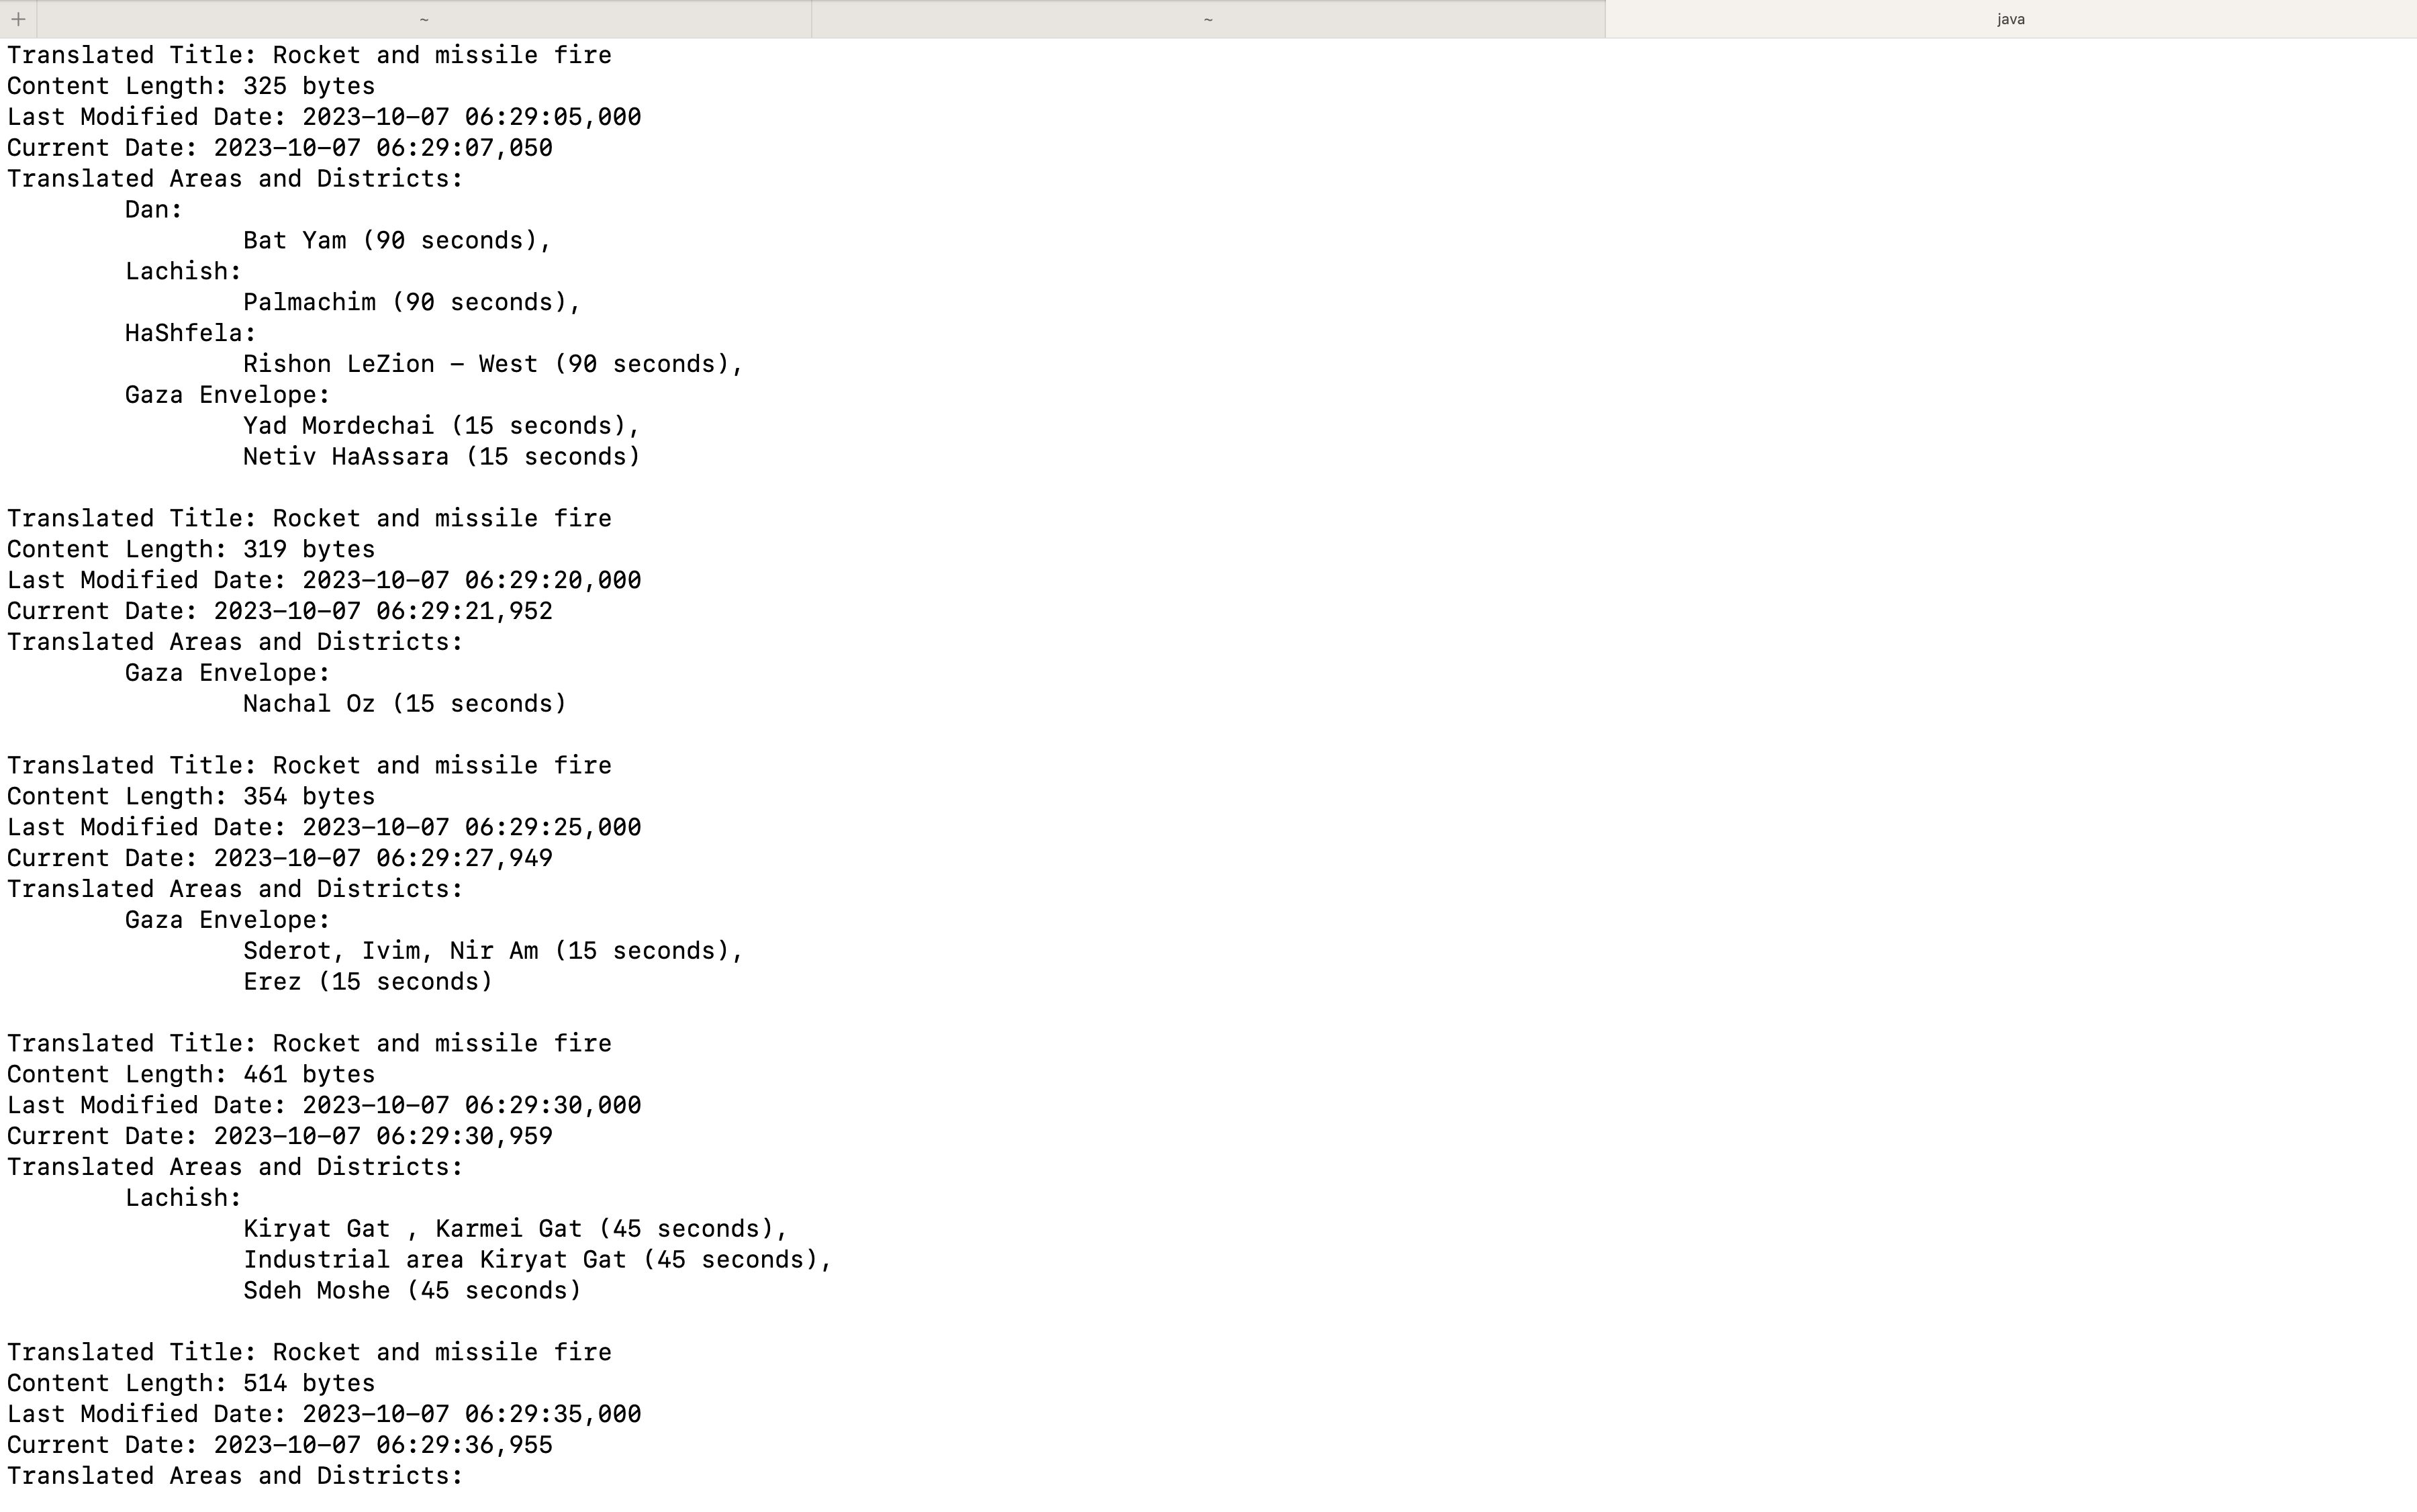 + ~ ~ java
Translated Title: Rocket and missile fire
Content Length: 325 bytes
Last Modified Date: 2023-10-07 06:29:05,000
Current Date: 2023-10-07 06:29:07,050
Translated Areas and Districts:
Dan:
Bat Yam (90 seconds),
Lachish:
Palmachim (90 seconds),
HaShfela:
Rishon LeZion - West (90 seconds),
Gaza Envelope:
Yad Mordechai (15 seconds),
Netiv HaAssara (15 seconds)
Translated Title: Rocket and missile fire
Content Length: 319 bytes
Last Modified Date: 2023-10-07 06:29:20,000
Current Date: 2023-10-07 06:29:21,952
Translated Areas and Districts:
Gaza Envelope:
Nachal Oz (15 seconds)
Translated Title: Rocket and missile fire
Content Length: 354 bytes
Last Modified Date: 2023-10-07 06:29:25,000
Current Date: 2023-10-07 06:29:27,949
Translated Areas and Districts:
Gaza Envelope:
Sderot, Ivim, Nir Am (15 seconds),
Erez (15 seconds)
Translated Title: Rocket and missile fire
Content Length: 461 bytes
Last Modified Date: 2023-10-07 06:29:30,000
Current Date: 2023-10-07 06:29:30,959
Translated Areas and Districts:
Lachish:
Kiryat Gat , Karmei Gat (45 seconds),
Industrial area Kiryat Gat (45 seconds),
Sdeh Moshe (45 seconds)
Translated Title: Rocket and missile fire
Content Length: 514 bytes
Last Modified Date: 2023-10-07 06:29:35,000
Current Date: 2023-10-07 06:29:36,955
Translated Areas and Districts: